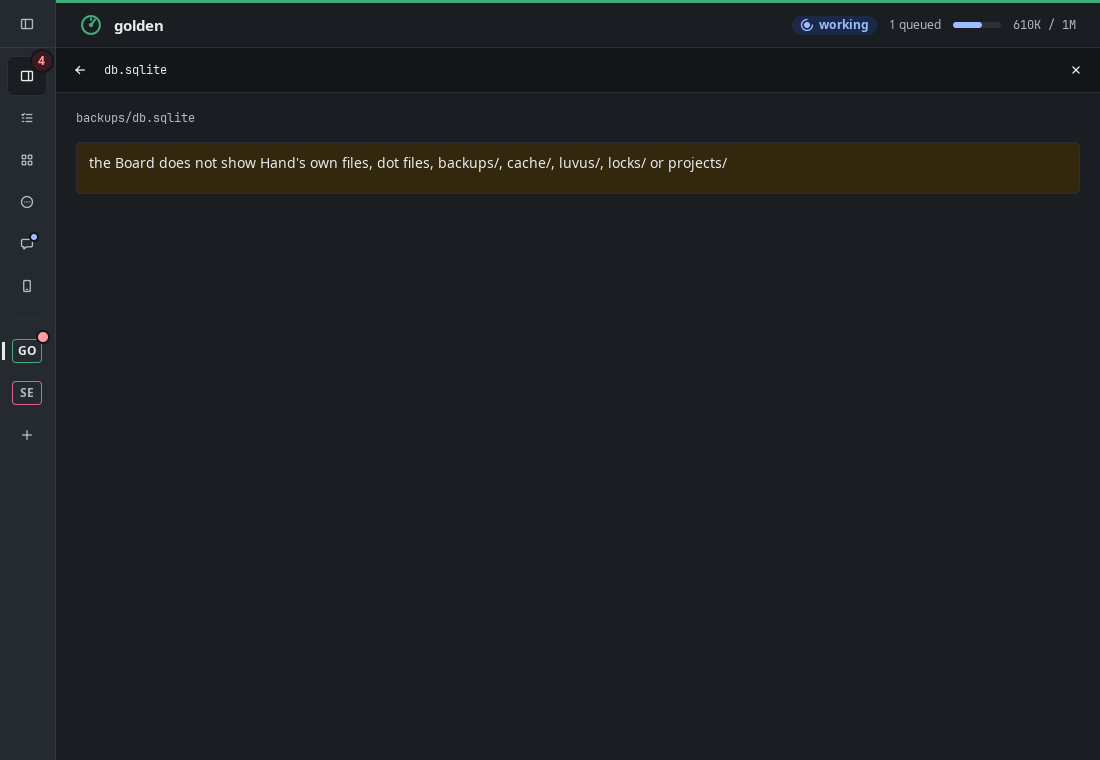 golden
working
1 queued
610K / 1M
4
db.sqlite
backups/db.sqlite
the Board does not show Hand's own files, dot files, backups/, cache/, luvus/, locks/ or projects/
GO
SE